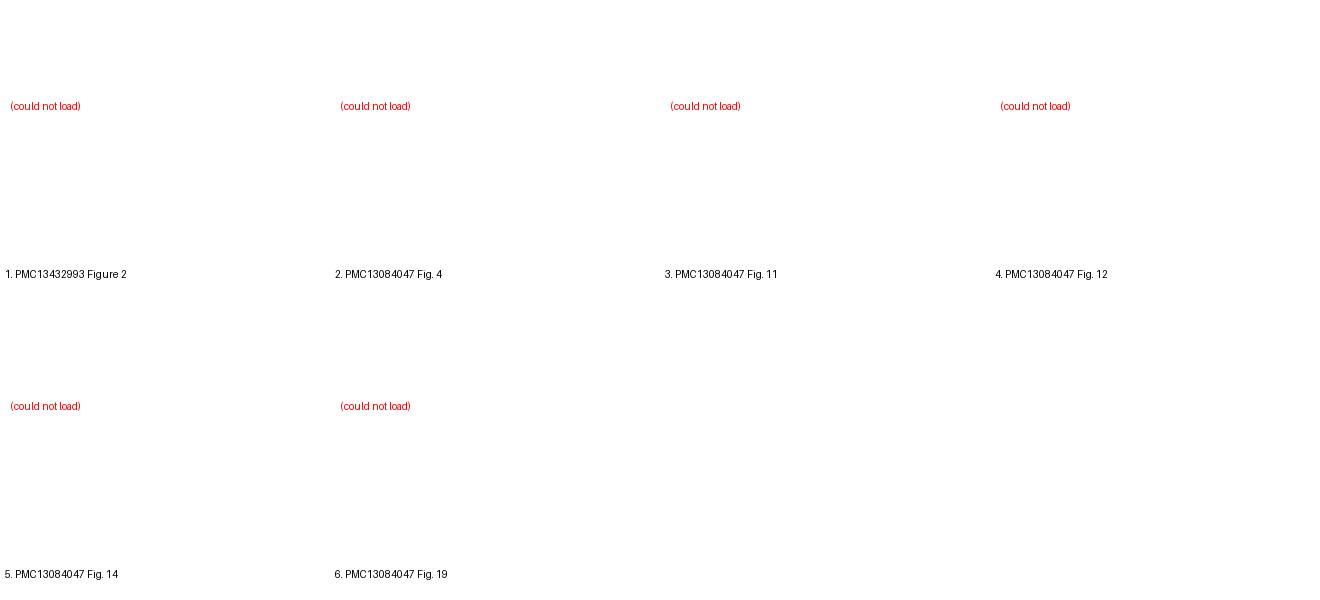 (could not load)
(could not load)
(could not load)
(could not load)
1. PMC13432993 Figure 2
2. PMC13084047 Fig. 4
3. PMC13084047 Fig. 11
4. PMC13084047 Fig. 12
(could not load)
(could not load)
5. PMC13084047 Fig. 14
6. PMC13084047 Fig. 19